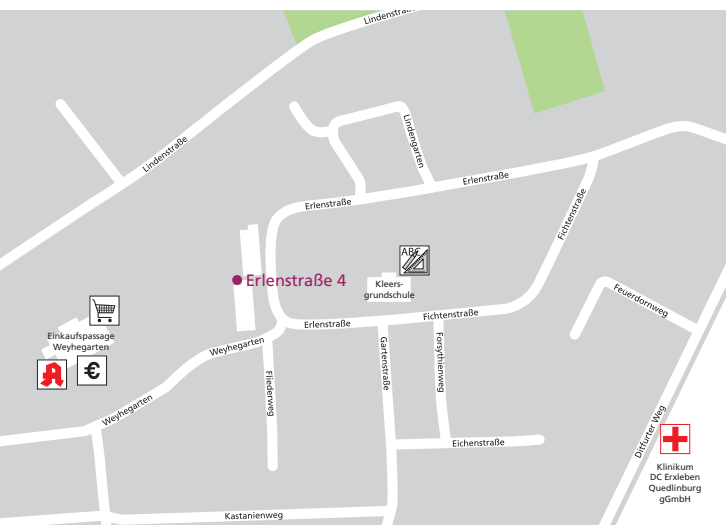 Lindenstraße
Lindenstraße
Lindengarten
Erlenstraße
Erlenstraße
Fichtenstraße
ABC
Erlenstraße 4
Kleers-
grundschule
Feuerdornweg
Einkaufspassage
Weyhegarten
A
€
Erlenstraße
Fichtenstraße
Weyhegarten
Gartenstraße
Forsythienweg
Fliederweg
Weyhegarten
Eichenstraße
Ditfurter Weg
Klinikum
DC Erxleben
Quedlinburg
gGmbH
Kastanienweg